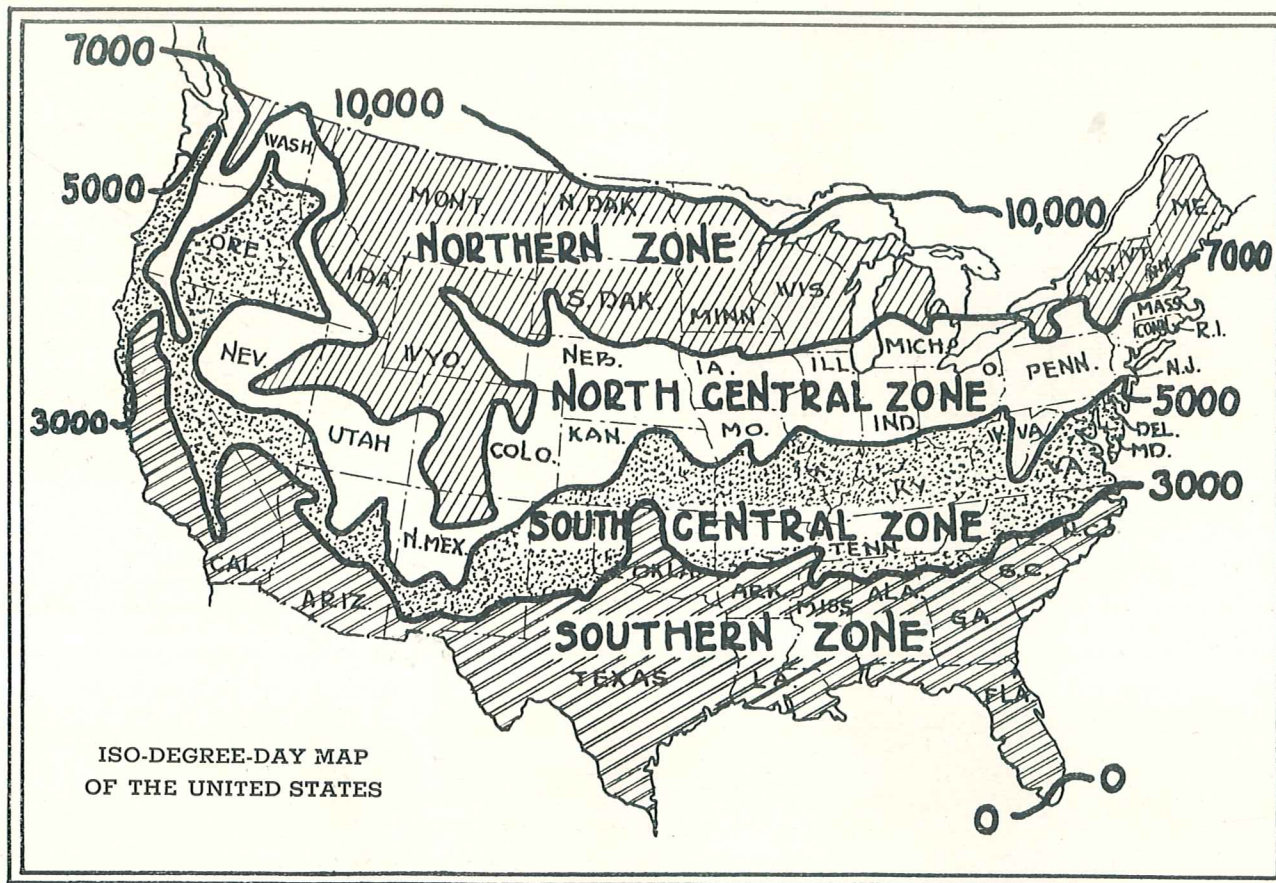 7000
10,000
WASH.
5000
MONT.
N. DAK.
10,000
ME.
ORE.
NORTHERN ZONE
N.Y.
VT.
N.H.
7000
IDA.
S. DAK.
MINN.
WIS.
MASS.
CONN.
R.I.
NEV.
WYO.
NEB.
IA.
ILL.
MICH.
O.
PENN.
N.J.
NORTH CENTRAL ZONE
5000
3000
UTAH
COLO.
KAN.
MO.
IND.
W. VA.
DEL.
MD.
VA.
KY.
3000
N. MEX.
SOUTH CENTRAL ZONE
TENN.
N.C.
CAL.
ARIZ.
OKLA.
ARK.
MISS.
ALA.
S.C.
GA.
SOUTHERN ZONE
TEXAS
LA.
FLA.
ISO-DEGREE-DAY MAP
OF THE UNITED STATES
0
0